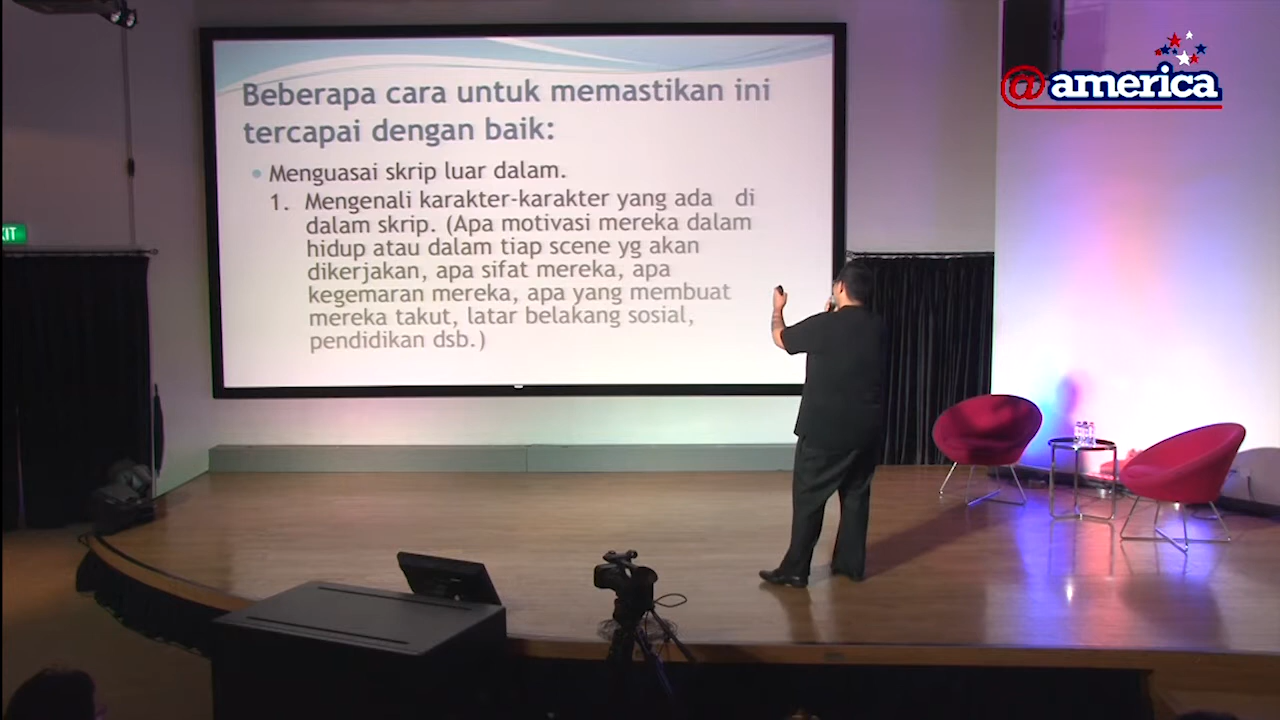 @america
Beberapa cara untuk memastikan ini
tercapai dengan baik:
• Menguasai skrip luar dalam.
1. Mengenali karakter-karakter yang ada di
dalam skrip. (Apa motivasi mereka dalam
hidup atau dalam tiap scene yg akan
dikerjakan, apa sifat mereka, apa
kegemaran mereka, apa yang membuat
mereka takut, latar belakang sosial,
pendidikan dsb.)